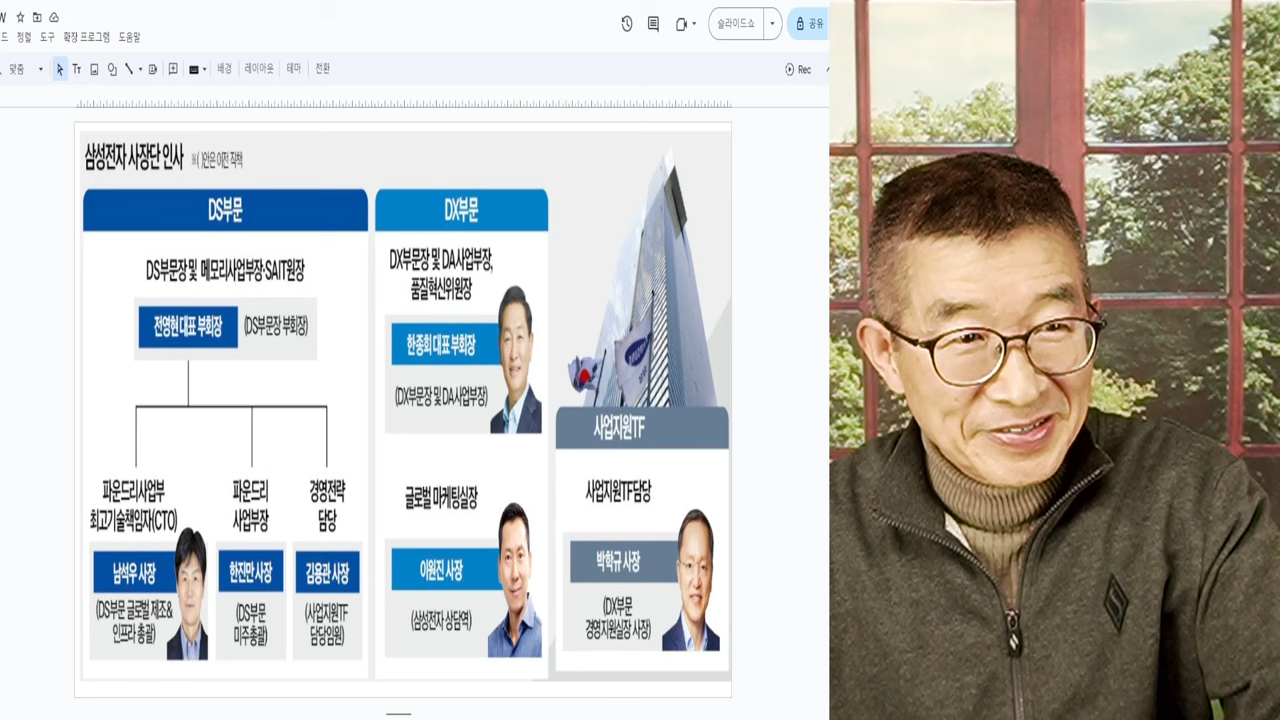 정렬 도구 확장 프로그램 도움말
슬라이드쇼
공유
맞춤
배경 레이아웃 테마 전환
Rec
삼성전자 사장단 인사 ※( )안은 이전 직책
DS부문
DS부문장 및 메모리사업부장·SAIT원장
전영현 대표 부회장 (DS부문장 부회장)
파운드리사업부
최고기술책임자(CTO)
남석우 사장
(DS부문 글로벌 제조&
인프라 총괄)
파운드리
사업부장
한진만 사장
(DS부문
미주총괄)
경영전략
담당
김용관 사장
(사업지원TF
담당임원)
DX부문
DX부문장 및 DA사업부장,
품질혁신위원장
한종희 대표 부회장
(DX부문장 및 DA사업부장)
글로벌 마케팅실장
이원진 사장
(삼성전자 상담역)
SAMSUNG
사업지원TF
사업지원TF담당
박학규 사장
(DX부문
경영지원실장 사장)